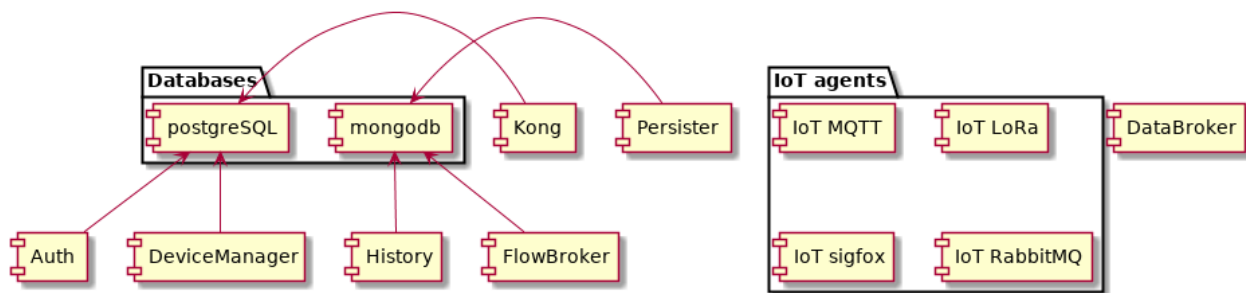 Databases
IoT agents
postgreSQL
mongodb
Kong
Persister
IoT MQTT
IoT LoRa
DataBroker
Auth
DeviceManager
History
FlowBroker
IoT sigfox
IoT RabbitMQ